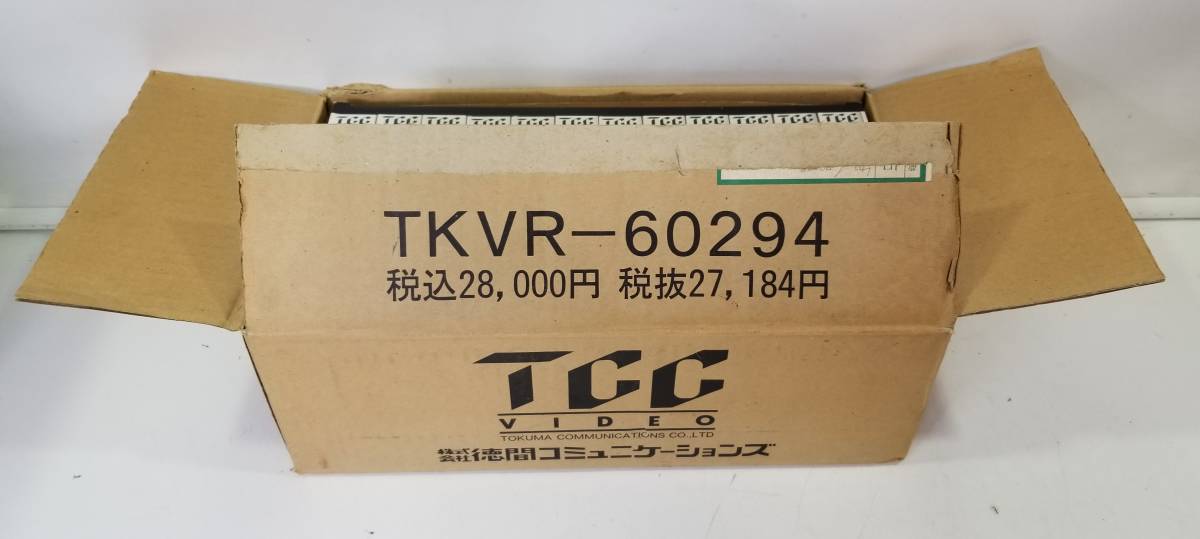 TCC TCC TCC TCC TCC TCC TCC TCC TCC TCC TCC TCC
TKVR-60294
税込28,000円 税抜27,184円
TCC
VIDEO
TOKUMA COMMUNICATIONS CO.,LTD
株式会社徳間コミュニケーションズ